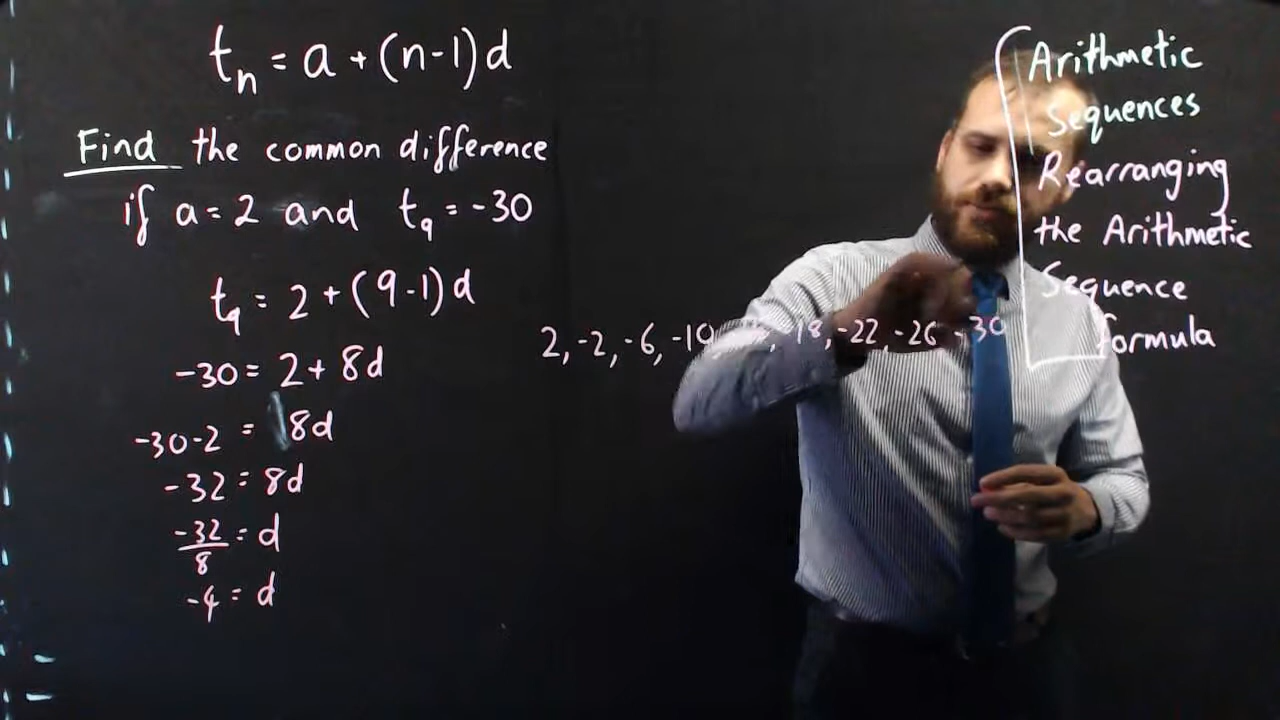 tₙ = a + (n-1)d
Find the common difference
if a = 2 and t₉ = -30
t₉ = 2 + (9-1)d
-30 = 2 + 8d
-30-2 = 8d
-32 = 8d
-32/8 = d
-4 = d
2, -2, -6, -10, 18, -22, -26 -30
Arithmetic
Sequences
Rearranging
the Arithmetic
Sequence
formula